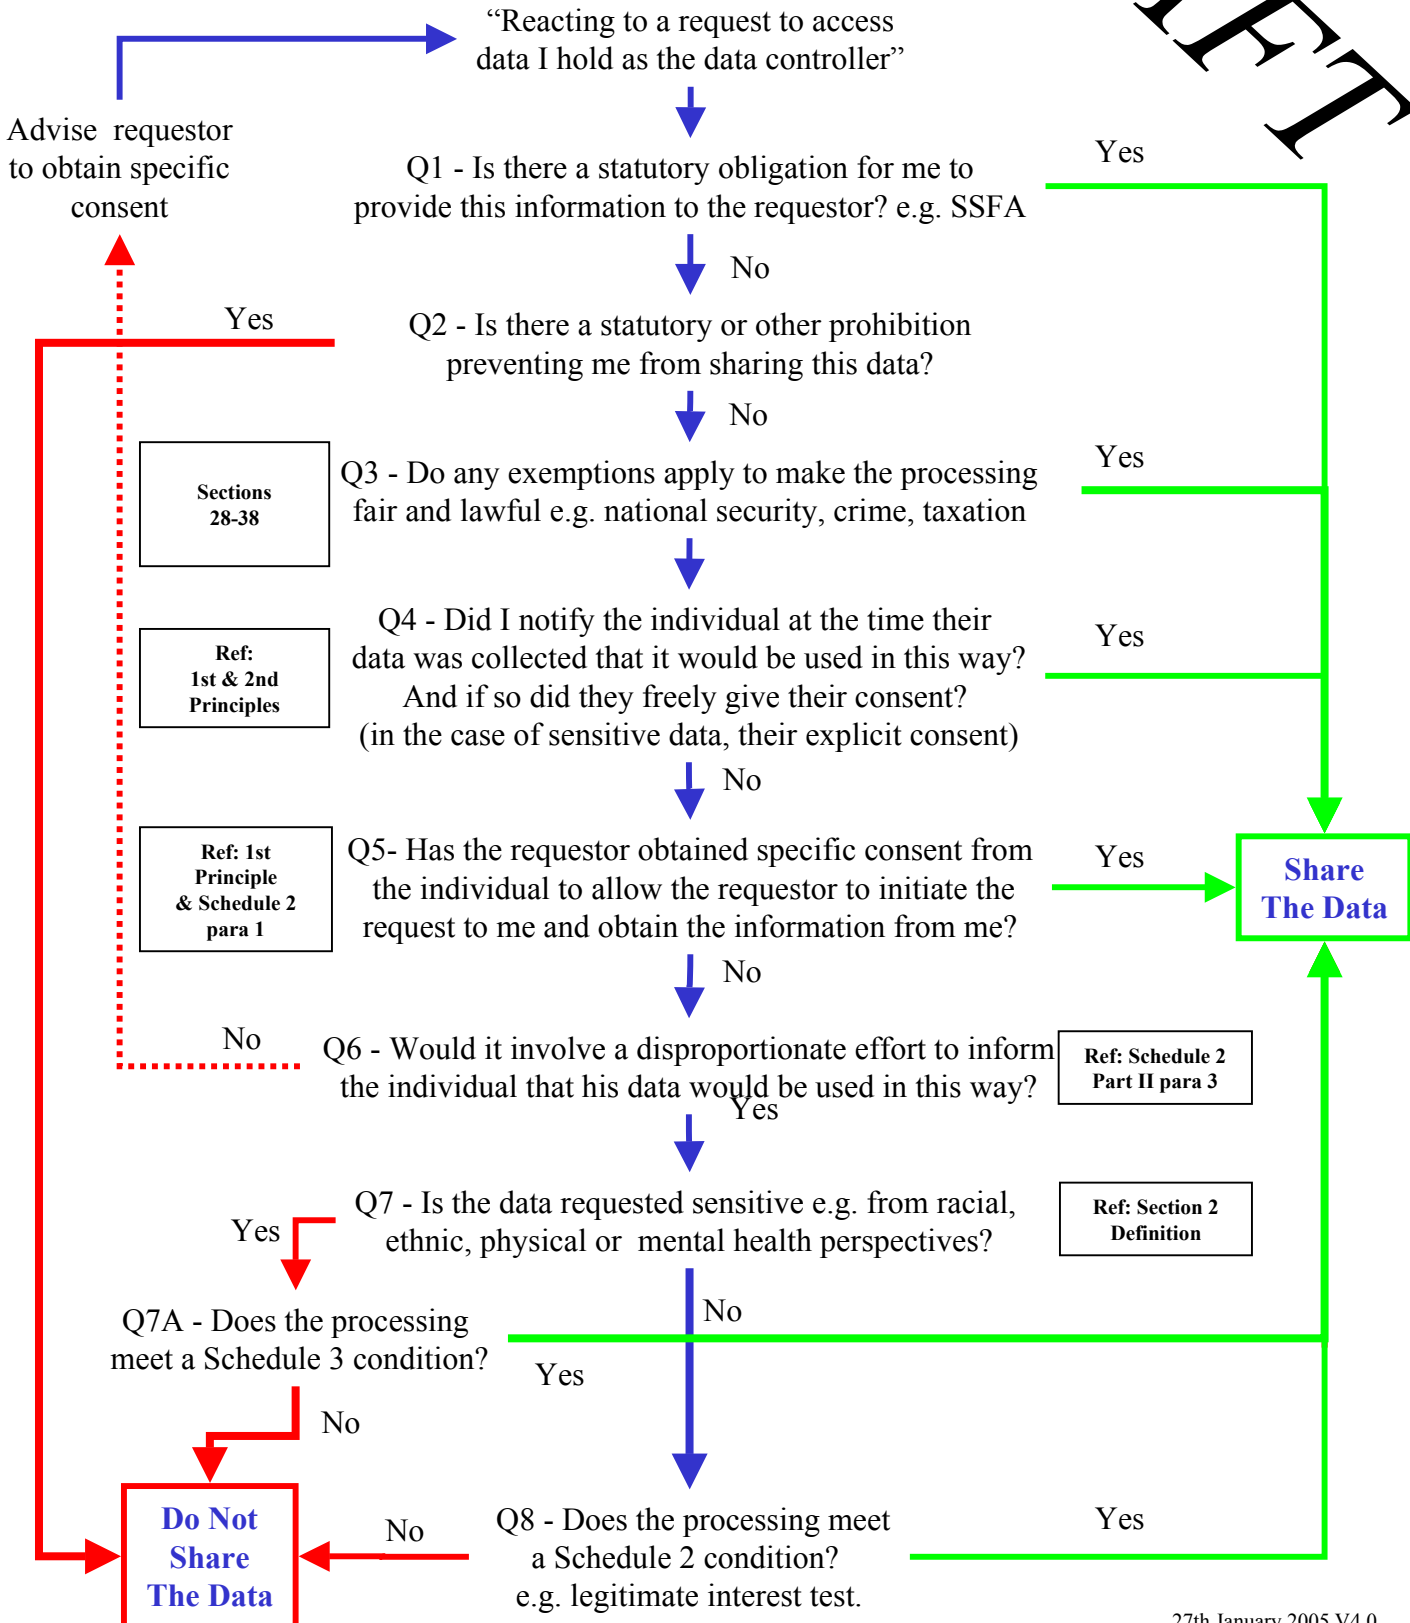 “Reacting to a request to access
data I hold as the data controller”
Advise requestor
to obtain specific
consent
Q1 - Is there a statutory obligation for me to
provide this information to the requestor? e.g. SSFA
Yes
No
Q2 - Is there a statutory or other prohibition
preventing me from sharing this data?
Yes
No
Sections
28-38
Q3 - Do any exemptions apply to make the processing
fair and lawful e.g. national security, crime, taxation
Yes
Ref:
1st & 2nd
Principles
Q4 - Did I notify the individual at the time their
data was collected that it would be used in this way?
And if so did they freely give their consent?
(in the case of sensitive data, their explicit consent)
Yes
No
Ref: 1st
Principle
& Schedule 2
para 1
Q5- Has the requestor obtained specific consent from
the individual to allow the requestor to initiate the
request to me and obtain the information from me?
Yes
Share
The Data
No
No
Q6 - Would it involve a disproportionate effort to inform
the individual that his data would be used in this way?
Ref: Schedule 2
Part II para 3
Yes
Q7 - Is the data requested sensitive e.g. from racial,
ethnic, physical or mental health perspectives?
Ref: Section 2
Definition
Yes
No
Q7A - Does the processing
meet a Schedule 3 condition?
Yes
No
Do Not
Share
The Data
No
Q8 - Does the processing meet
a Schedule 2 condition?
e.g. legitimate interest test.
Yes
27th January 2005 V4.0